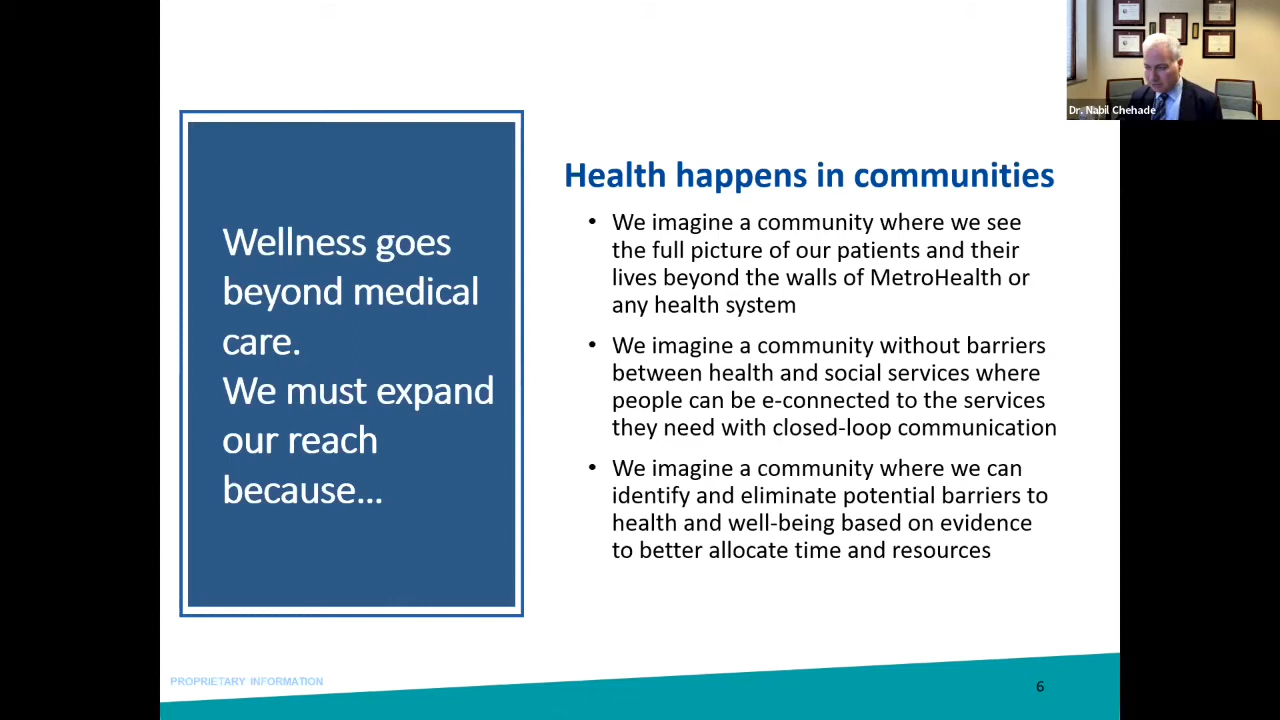 Dr. Nabil Chehade
Wellness goes
beyond medical
care.
We must expand
our reach
because...
Health happens in communities
• We imagine a community where we see
the full picture of our patients and their
lives beyond the walls of MetroHealth or
any health system
• We imagine a community without barriers
between health and social services where
people can be e-connected to the services
they need with closed-loop communication
• We imagine a community where we can
identify and eliminate potential barriers to
health and well-being based on evidence
to better allocate time and resources
PROPRIETARY INFORMATION
6